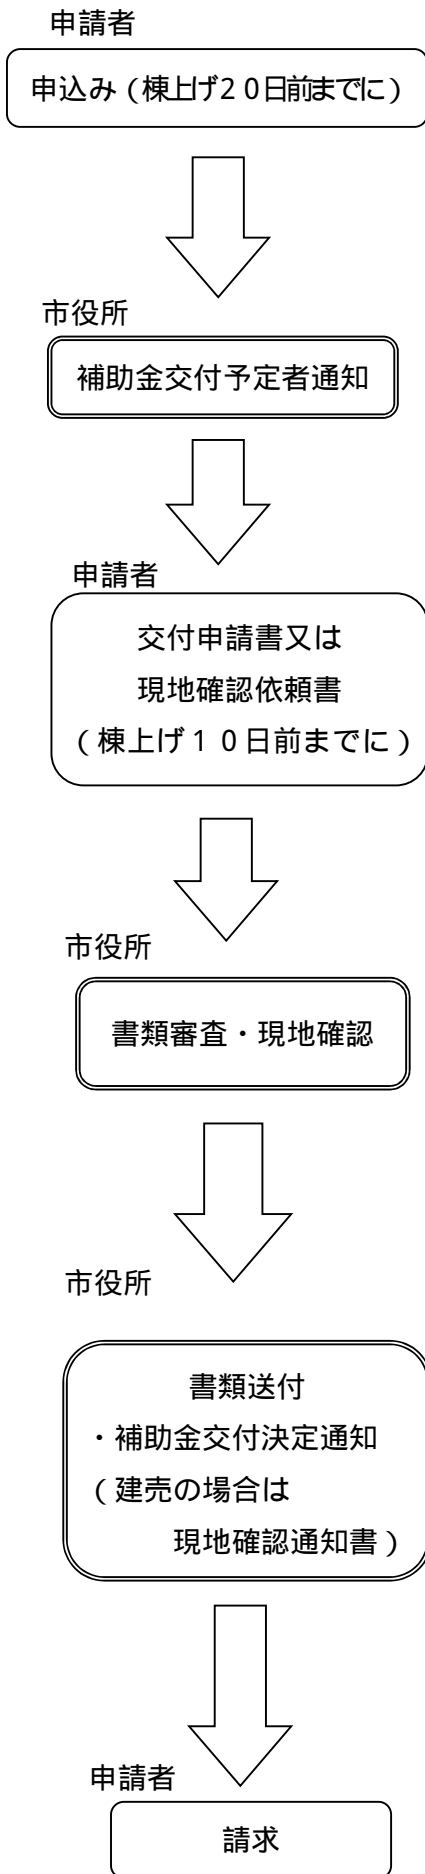 申請者
申込み（棟上げ２０日前までに）
市役所
補助金交付予定者通知
申請者
交付申請書又は
現地確認依頼書
（棟上げ１０日前までに）
市役所
書類審査・現地確認
市役所
書類送付
・補助金交付決定通知
（建売の場合は
現地確認通知書）
申請者
請求